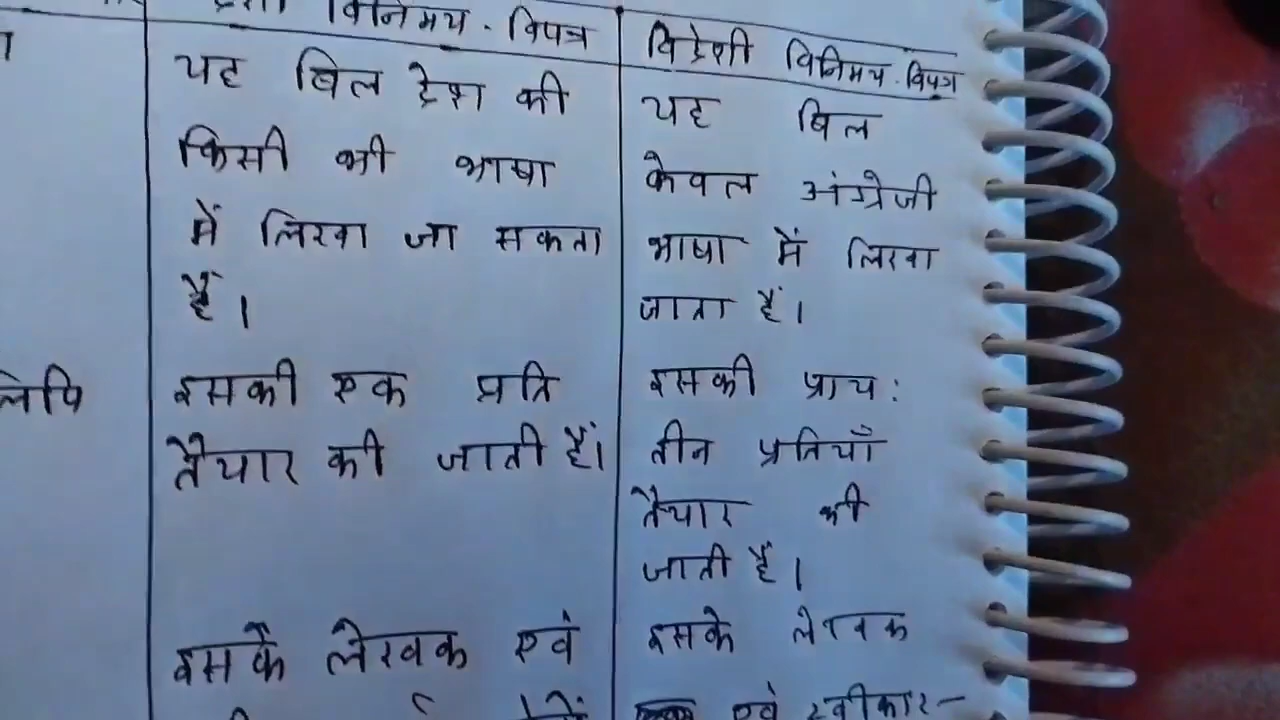 देशी विनिमय - विपत्र
विदेशी विनिमय - विपत्र
यह बिल देश की
किसी भी भाषा
में लिखा जा सकता
हैं।
यह बिल
केवल अंग्रेजी
भाषा में लिखा
जाता हैं।
लिपि
इसकी एक प्रति
तैयार की जाती हैं।
इसकी प्राय:
तीन प्रतियाँ
तैयार की
जाती हैं।
इसके लेखक एवं
इसके लेखक
एवं स्वीकार-